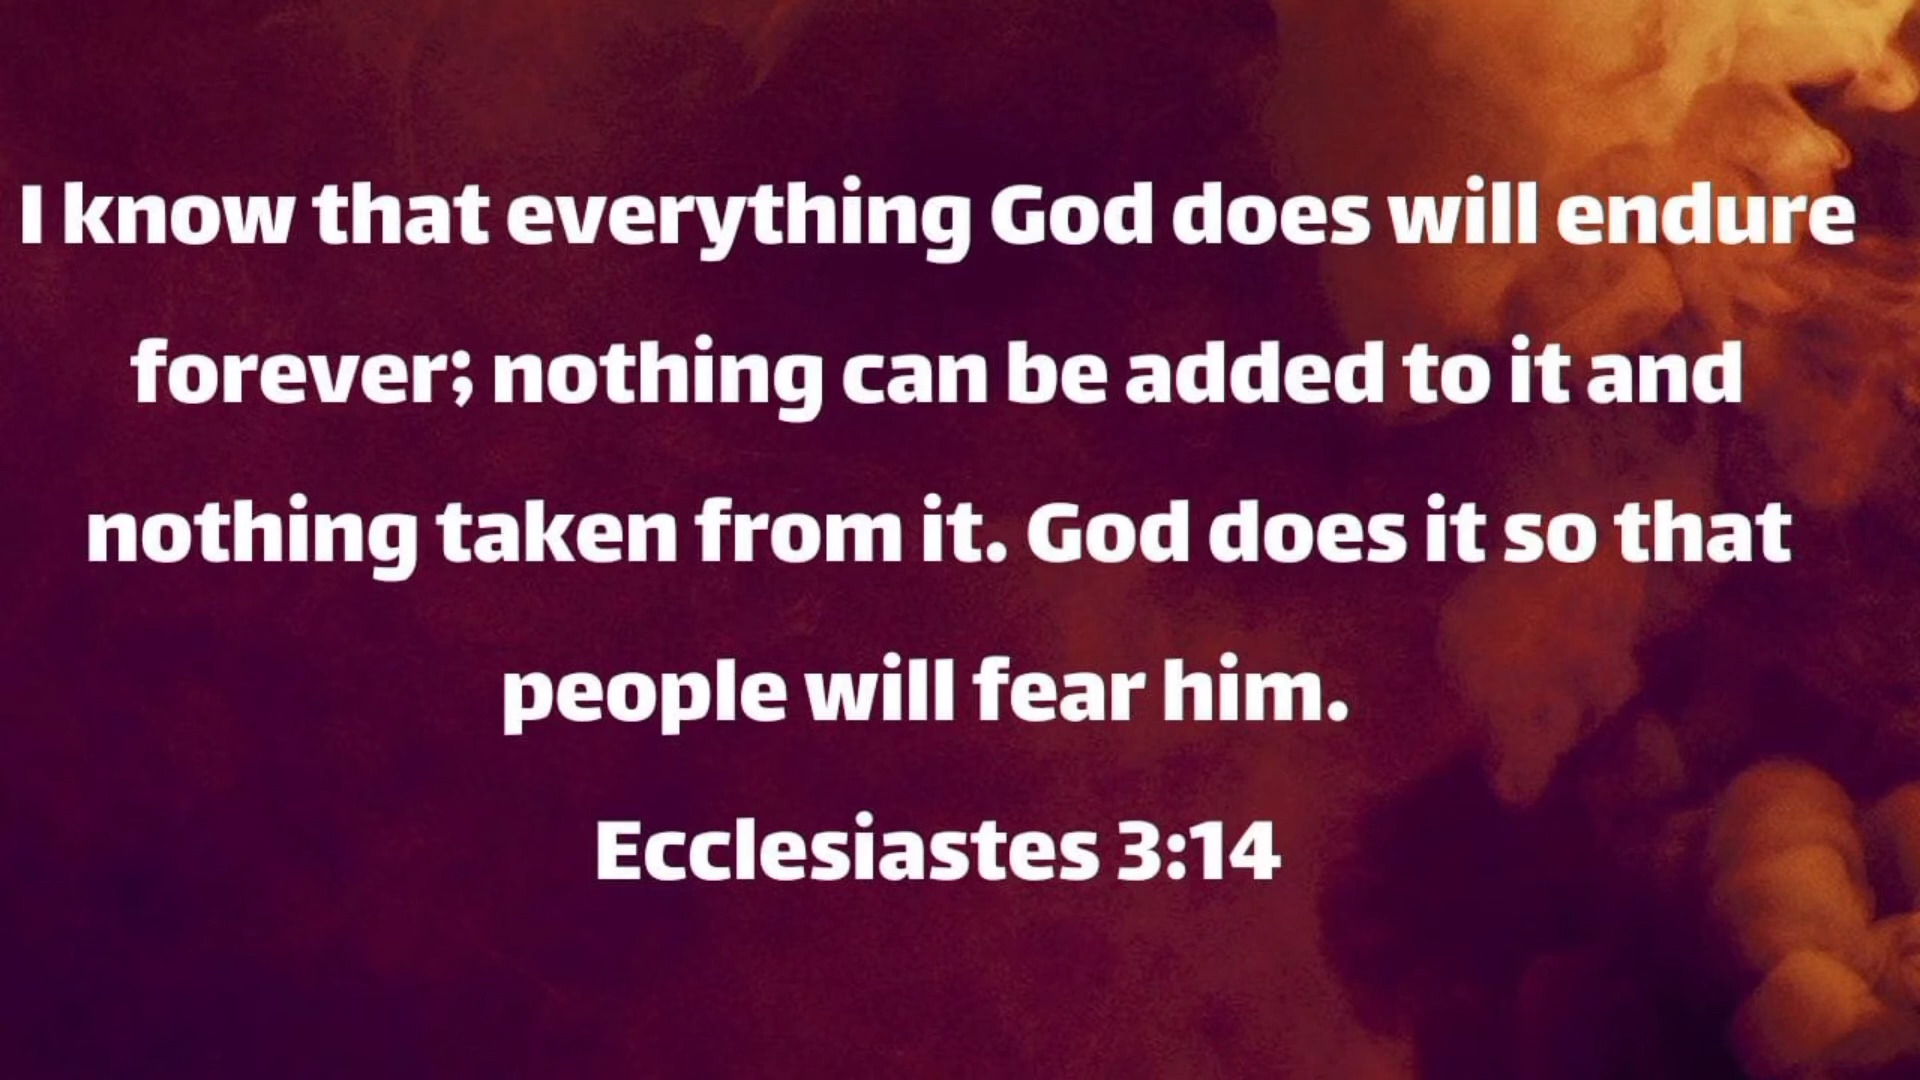 I know that everything God does will endure
forever; nothing can be added to it and
nothing taken from it. God does it so that
people will fear him.
Ecclesiastes 3:14